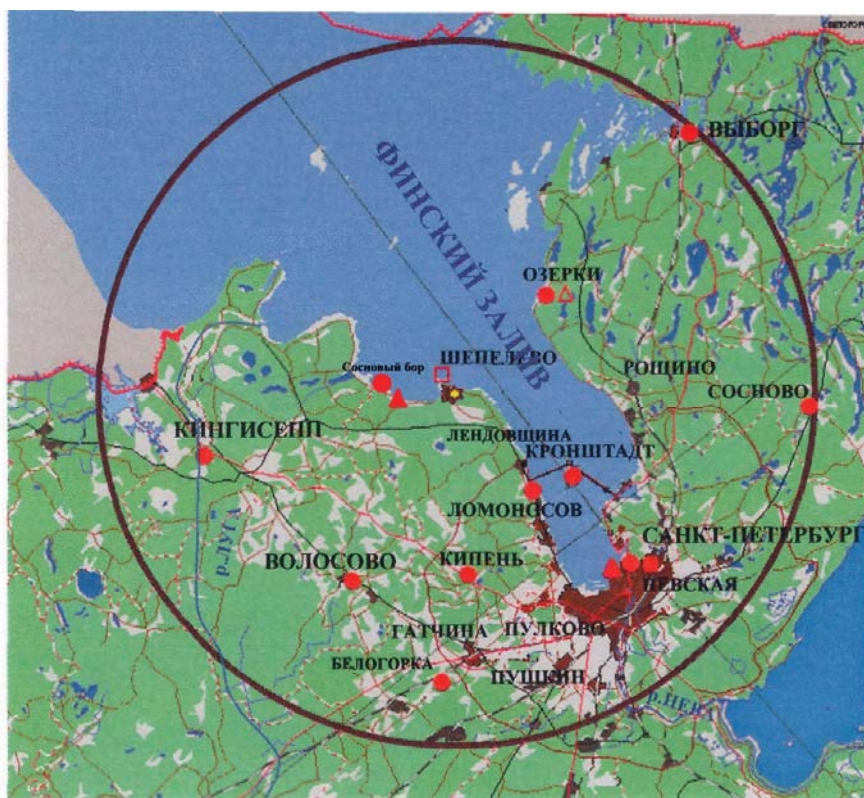 СВЕТОГОРСК
ВЫБОРГ
ФИНСКИЙ ЗАЛИВ
ОЗЕРКИ
ШЕПЕЛЕВО
Сосновый бор
РОЩИНО
СОСНОВО
КИНГИСЕПП
ЛЕНДОВЩИНА
КРОНШТАДТ
ЛОМОНОСОВ
р.ЛУГА
САНКТ-ПЕТЕРБУРГ
ВОЛОСОВО
КИПЕНЬ
НЕВСКАЯ
ГАТЧИНА
ПУЛКОВО
БЕЛОГОРКА
ПУШКИН
р.НЕВА